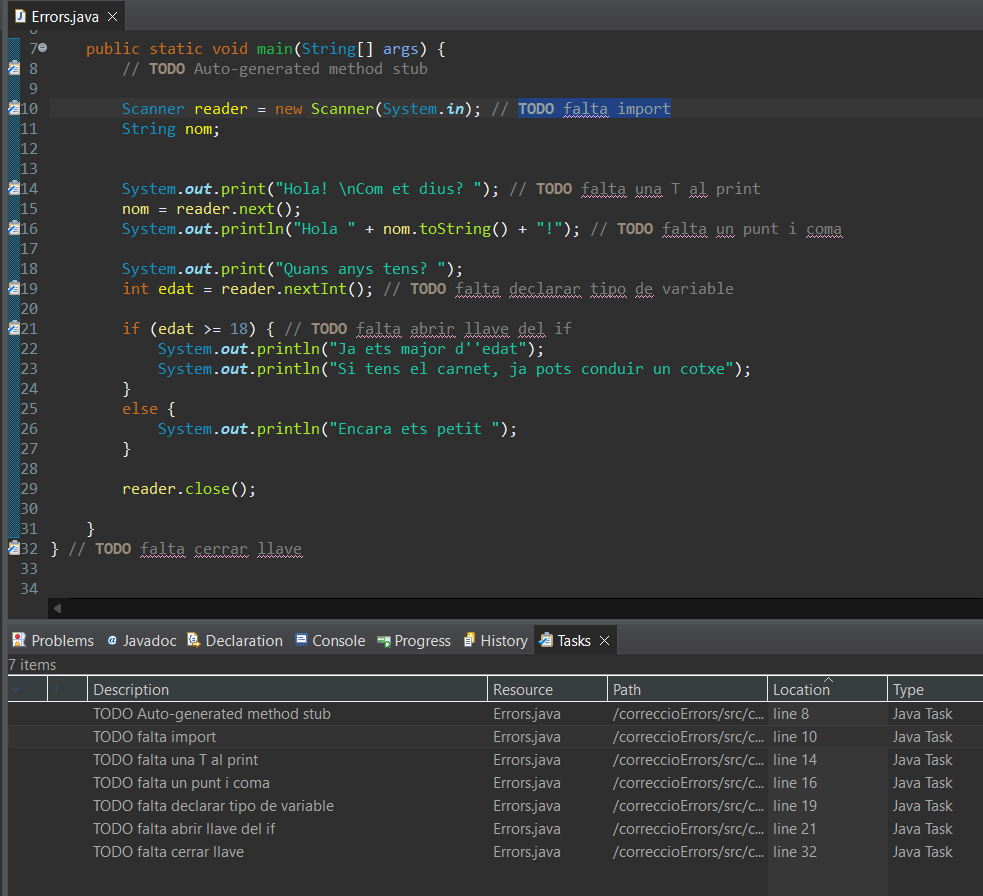 Errors.java
7 public static void main(String[] args) {
8 // TODO Auto-generated method stub
9
10 Scanner reader = new Scanner(System.in); // TODO falta import
11 String nom;
12
13
14 System.out.print("Hola! \nCom et dius? "); // TODO falta una T al print
15 nom = reader.next();
16 System.out.println("Hola " + nom.toString() + "!"); // TODO falta un punt i coma
17
18 System.out.print("Quans anys tens? ");
19 int edat = reader.nextInt(); // TODO falta declarar tipo de variable
20
21 if (edat >= 18) { // TODO falta abrir llave del if
22 System.out.println("Ja ets major d''edat");
23 System.out.println("Si tens el carnet, ja pots conduir un cotxe");
24 }
25 else {
26 System.out.println("Encara ets petit ");
27 }
28
29 reader.close();
30
31 }
32 } // TODO falta cerrar llave
33
34
Problems Javadoc Declaration Console Progress History Tasks
7 items
! Description Resource Path Location Type
TODO Auto-generated method stub Errors.java /correccioErrors/src/c... line 8 Java Task
TODO falta import Errors.java /correccioErrors/src/c... line 10 Java Task
TODO falta una T al print Errors.java /correccioErrors/src/c... line 14 Java Task
TODO falta un punt i coma Errors.java /correccioErrors/src/c... line 16 Java Task
TODO falta declarar tipo de variable Errors.java /correccioErrors/src/c... line 19 Java Task
TODO falta abrir llave del if Errors.java /correccioErrors/src/c... line 21 Java Task
TODO falta cerrar llave Errors.java /correccioErrors/src/c... line 32 Java Task